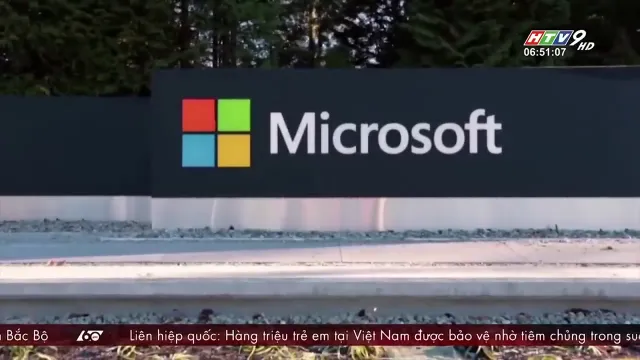 HTV9 HD
06:51:07
Microsoft
Bắc Bộ 60 Liên hiệp quốc: Hàng triệu trẻ em tại Việt Nam được bảo vệ nhờ tiêm chủng trong